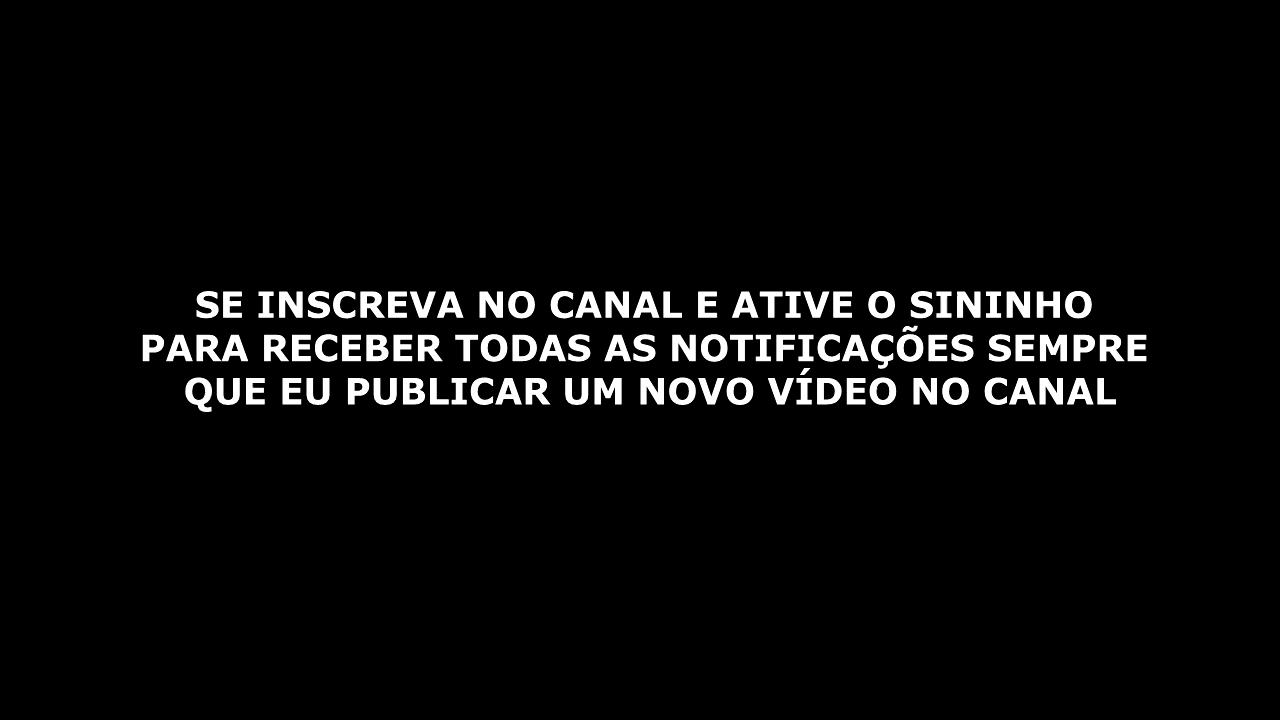 SE INSCREVA NO CANAL E ATIVE O SININHO
PARA RECEBER TODAS AS NOTIFICAÇÕES SEMPRE
QUE EU PUBLICAR UM NOVO VÍDEO NO CANAL